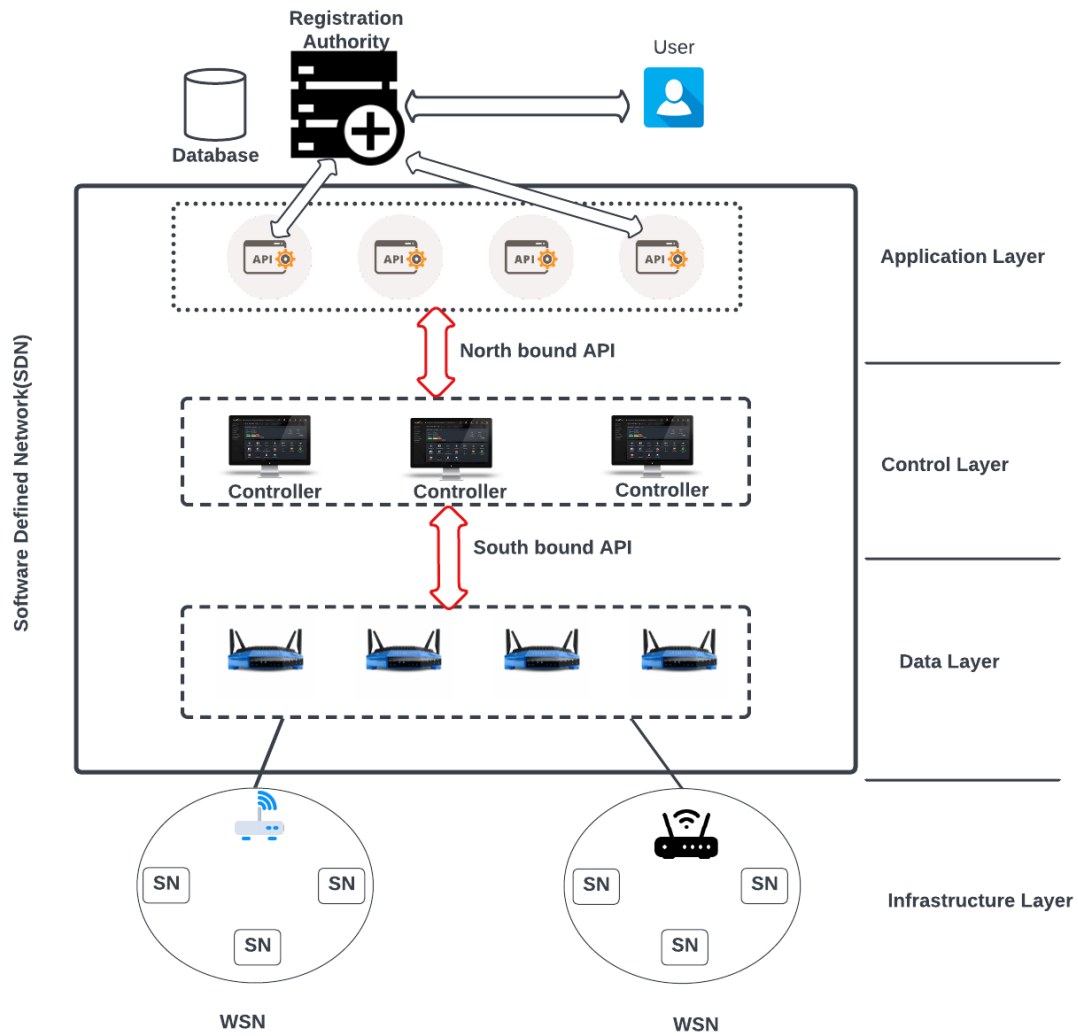 Registration
Authority
User
Database
API
API
API
API
Application Layer
North bound API
Software Defined Network(SDN)
Controller
Controller
Controller
Control Layer
South bound API
Data Layer
SN
SN
SN
SN
SN
SN
Infrastructure Layer
WSN
WSN